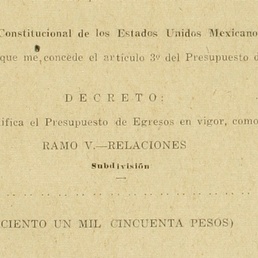 Constitucional de los Estados Unidos Mexicano
que me concede el artículo 3º del Presupuesto d
DECRETO:
ifica el Presupuesto de Egresos en vigor, como
RAMO V.—RELACIONES
Subdivisión
CIENTO UN MIL CINCUENTA PESOS)